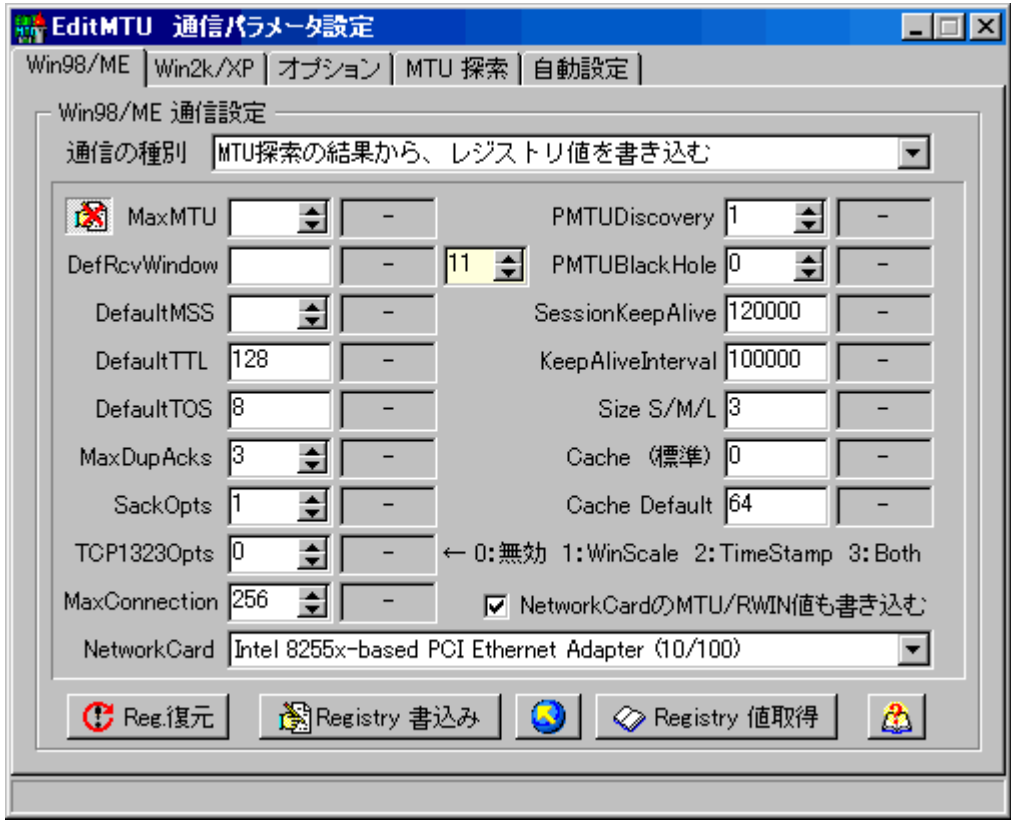 EditMTU 通信パラメータ設定
Win98/ME Win2k/XP オプション MTU 探索 自動設定
Win98/ME 通信設定
通信の種別 MTU探索の結果から、レジストリ値を書き込む
MaxMTU - PMTUDiscovery 1 -
DefRcvWindow - 11 PMTUBlackHole 0 -
DefaultMSS - SessionKeepAlive 120000 -
DefaultTTL 128 - KeepAliveInterval 100000 -
DefaultTOS 8 - Size S/M/L 3 -
MaxDupAcks 3 - Cache (標準) 0 -
SackOpts 1 - Cache Default 64 -
TCP1323Opts 0 - ← 0:無効 1:WinScale 2:TimeStamp 3:Both
MaxConnection 256 - NetworkCardのMTU/RWIN値も書き込む
NetworkCard Intel 8255x-based PCI Ethernet Adapter (10/100)
Reg.復元 Registry 書込み Registry 値取得